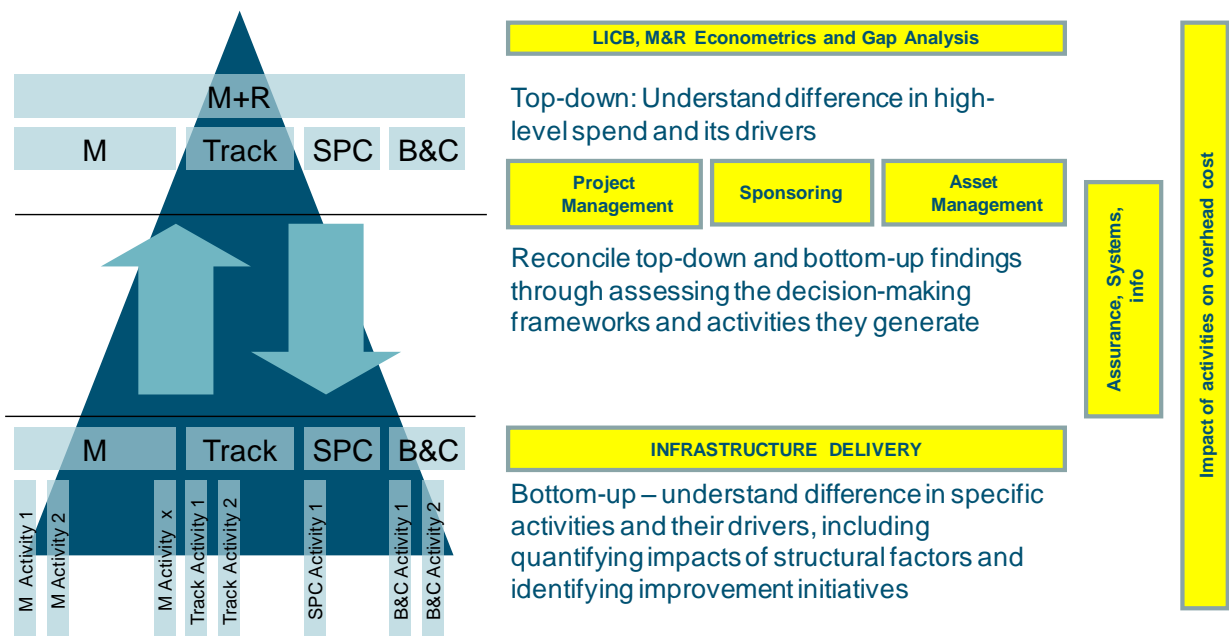 LICB, M&R Econometrics and Gap Analysis
M+R
Top-down: Understand difference in high-
level spend and its drivers
M
Track
SPC
B&C
Project
Management
Sponsoring
Asset
Management
Reconcile top-down and bottom-up findings
through assessing the decision-making
frameworks and activities they generate
Assurance, Systems,
info
Impact of activities on overhead cost
M
Track
SPC
B&C
INFRASTRUCTURE DELIVERY
M Activity 1
M Activity 2
M Activity x
Track Activity 1
Track Activity 2
SPC Activity 1
B&C Activity 1
B&C Activity 2
Bottom-up – understand difference in specific
activities and their drivers, including
quantifying impacts of structural factors and
identifying improvement initiatives